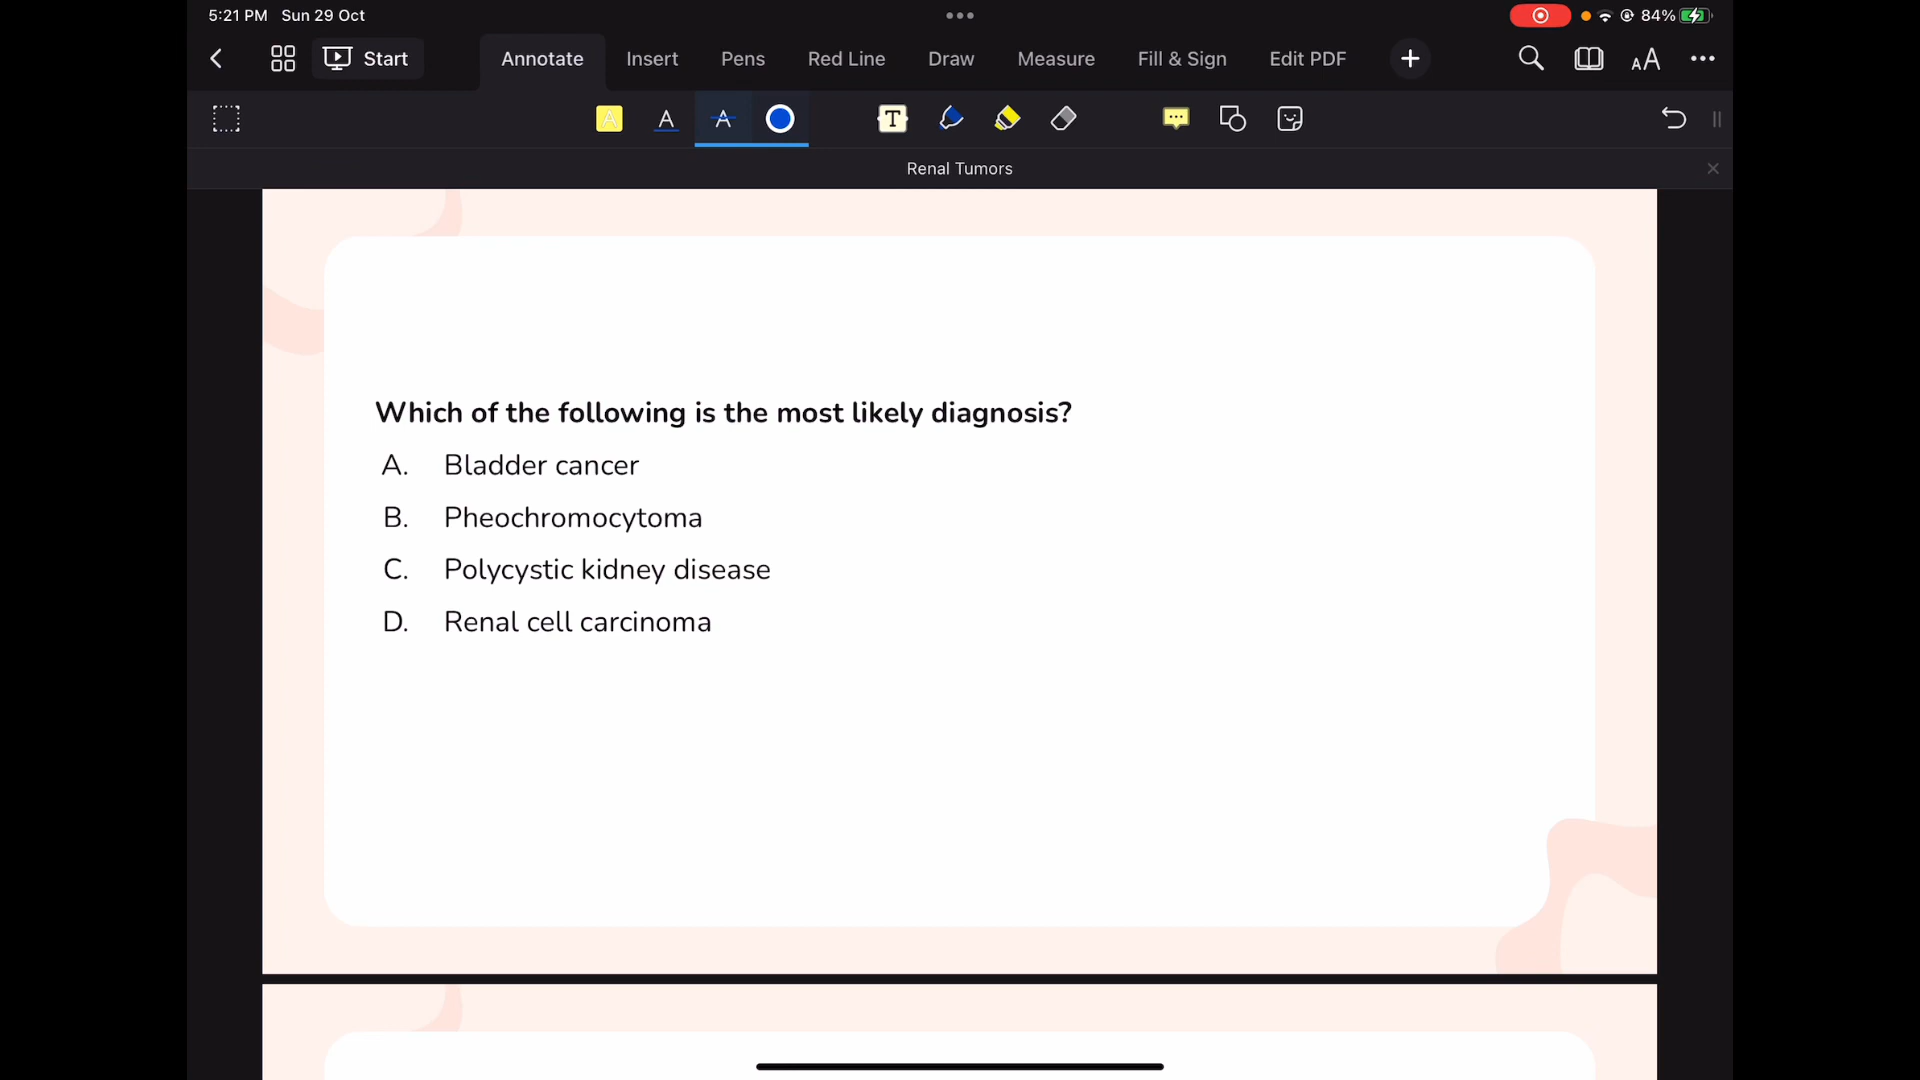 5:21 PM Sun 29 Oct
84%
Start
Annotate
Insert
Pens
Red Line
Draw
Measure
Fill & Sign
Edit PDF
AA
A
A
A
T
Renal Tumors
Which of the following is the most likely diagnosis?
A. Bladder cancer
B. Pheochromocytoma
C. Polycystic kidney disease
D. Renal cell carcinoma